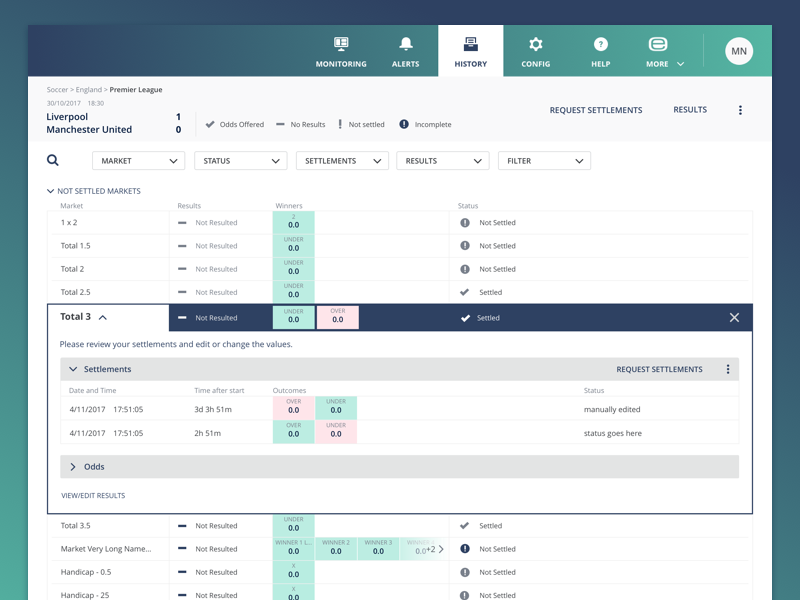 MONITORING ALERTS HISTORY CONFIG ? HELP MORE MN
Soccer > England > Premier League
30/10/2017 18:30
Liverpool 1
Manchester United 0
Odds Offered No Results Not settled Incomplete
REQUEST SETTLEMENTS RESULTS
MARKET STATUS SETTLEMENTS RESULTS FILTER
NOT SETTLED MARKETS
Market Results Winners Status
1 x 2 Not Resulted 2 0.0 Not Settled
Total 1.5 Not Resulted UNDER 0.0 Not Settled
Total 2 Not Resulted UNDER 0.0 Not Settled
Total 2.5 Not Resulted UNDER 0.0 Settled
Total 3 Not Resulted UNDER 0.0 OVER 0.0 Settled
Please review your settlements and edit or change the values.
Settlements REQUEST SETTLEMENTS
Date and Time Time after start Outcomes Status
4/11/2017 17:51:05 3d 3h 51m OVER 0.0 UNDER 0.0 manually edited
4/11/2017 17:51:05 2h 51m OVER 0.0 UNDER 0.0 status goes here
Odds
VIEW/EDIT RESULTS
Total 3.5 Not Resulted UNDER 0.0 Settled
Market Very Long Name... Not Resulted WINNER 1 L... 0.0 WINNER 2 0.0 WINNER 3 0.0 WINNER 0.0 +2 Not Settled
Handicap - 0.5 Not Resulted X 0.0 Not Settled
Handicap - 25 Not Resulted X 0.0 Not Settled